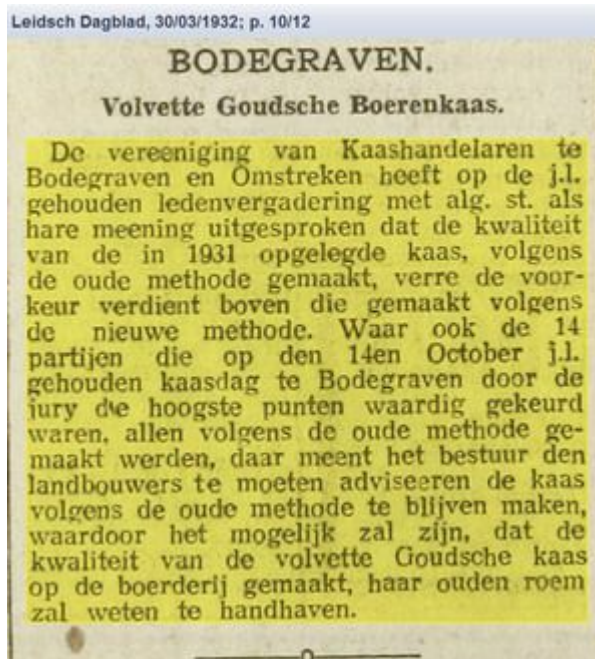 Leidsch Dagblad, 30/03/1932; p. 10/12
BODEGRAVEN.
Volvette Goudsche Boerenkaas.
De vereeniging van Kaashandelaren te
Bodegraven en Omstreken heeft op de j.l.
gehouden ledenvergadering met alg. st. als
hare meening uitgesproken dat de kwaliteit
van de in 1931 opgelegde kaas, volgens
de oude methode gemaakt, verre de voor-
keur verdient boven die gemaakt volgens
de nieuwe methode. Waar ook de 14
partijen die op den 14en October j.l.
gehouden kaasdag te Bodegraven door de
jury die hoogste punten waardig gekeurd
waren, allen volgens de oude methode ge-
maakt werden, daar meent het bestuur den
landbouwers te moeten adviseeren de kaas
volgens de oude methode te blijven maken,
waardoor het mogelijk zal zijn, dat de
kwaliteit van de volvette Goudsche kaas
op de boerderij gemaakt, haar ouden roem
zal weten te handhaven.